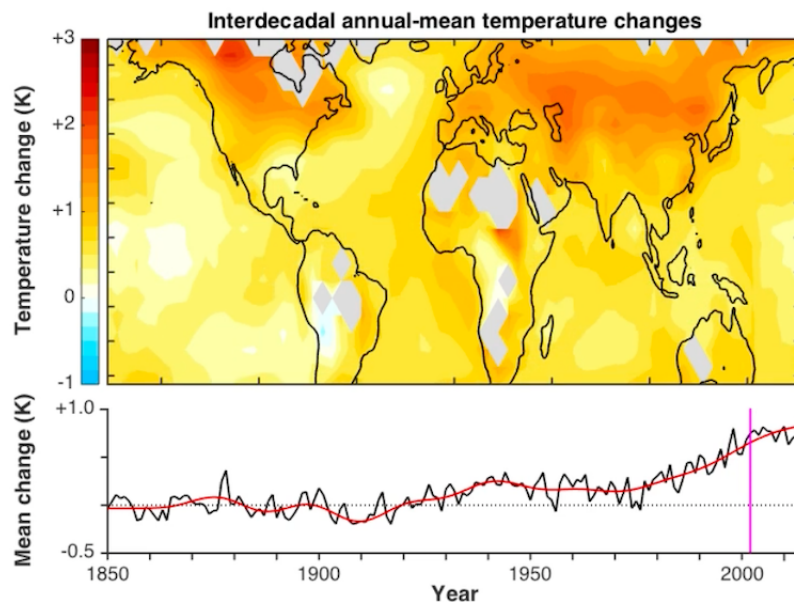 Interdecadal annual-mean temperature changes
Temperature change (K)
+3
+2
+1
0
-1
Mean change (K)
+1.0
-0.5
1850
1900
1950
2000
Year